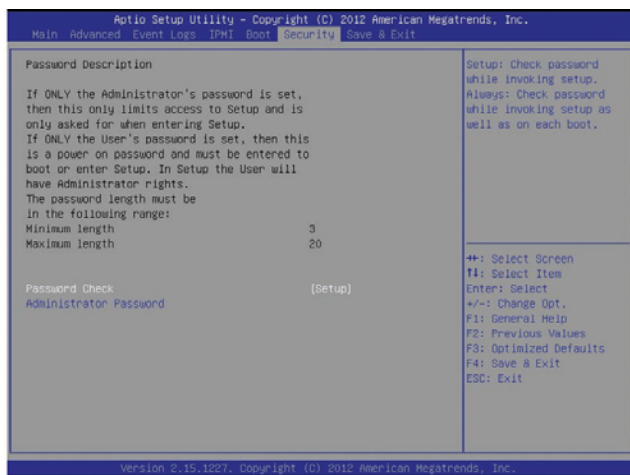 Aptio Setup Utility – Copyright (C) 2012 American Megatrends, Inc.
Main Advanced Event Logs IPMI Boot Security Save & Exit
Password Description
If ONLY the Administrator's password is set,
then this only limits access to Setup and is
only asked for when entering Setup.
If ONLY the User's password is set, then this
is a power on password and must be entered to
boot or enter Setup. In Setup the User will
have Administrator rights.
The password length must be
in the following range:
Minimum length 3
Maximum length 20
Password Check [Setup]
Administrator Password
Setup: Check password
while invoking setup.
Always: Check password
while invoking setup as
well as on each boot.
→←: Select Screen
↑↓: Select Item
Enter: Select
+/-: Change Opt.
F1: General Help
F2: Previous Values
F3: Optimized Defaults
F4: Save & Exit
ESC: Exit
Version 2.15.1227. Copyright (C) 2012 American Megatrends, Inc.